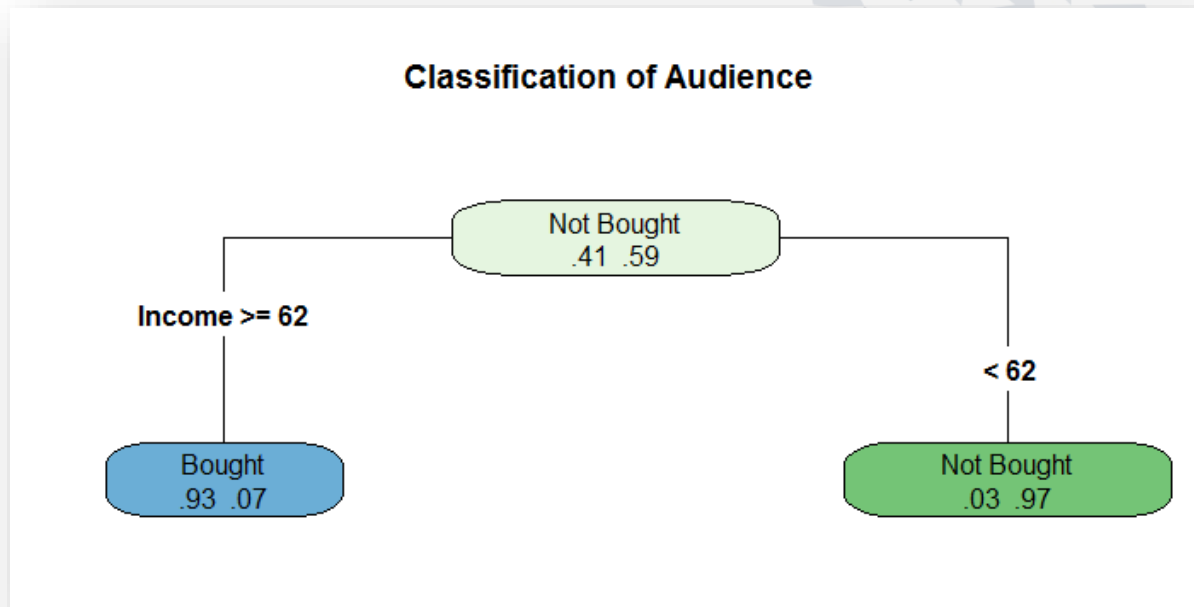 Classification of Audience
Not Bought
.41 .59
Income >= 62
< 62
Bought
.93 .07
Not Bought
.03 .97